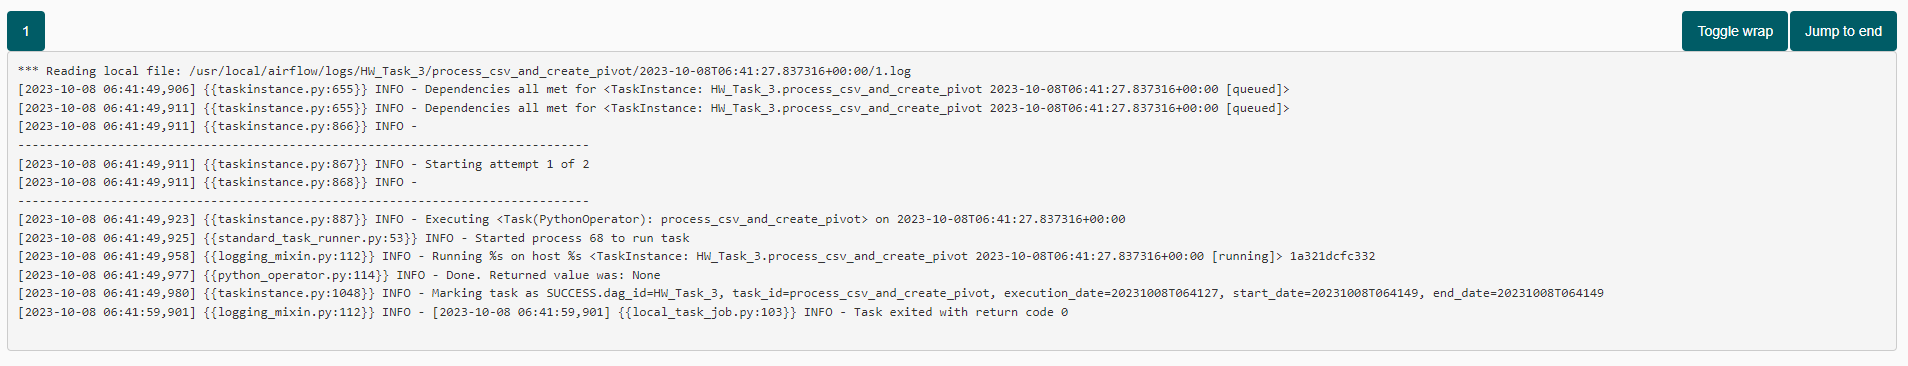 1
Toggle wrap
Jump to end
*** Reading local file: /usr/local/airflow/logs/HW_Task_3/process_csv_and_create_pivot/2023-10-08T06:41:27.837316+00:00/1.log
[2023-10-08 06:41:49,906] {{taskinstance.py:655}} INFO - Dependencies all met for <TaskInstance: HW_Task_3.process_csv_and_create_pivot 2023-10-08T06:41:27.837316+00:00 [queued]>
[2023-10-08 06:41:49,911] {{taskinstance.py:655}} INFO - Dependencies all met for <TaskInstance: HW_Task_3.process_csv_and_create_pivot 2023-10-08T06:41:27.837316+00:00 [queued]>
[2023-10-08 06:41:49,911] {{taskinstance.py:866}} INFO -
--------------------------------------------------------------------------------
[2023-10-08 06:41:49,911] {{taskinstance.py:867}} INFO - Starting attempt 1 of 2
[2023-10-08 06:41:49,911] {{taskinstance.py:868}} INFO -
--------------------------------------------------------------------------------
[2023-10-08 06:41:49,923] {{taskinstance.py:887}} INFO - Executing <Task(PythonOperator): process_csv_and_create_pivot> on 2023-10-08T06:41:27.837316+00:00
[2023-10-08 06:41:49,925] {{standard_task_runner.py:53}} INFO - Started process 68 to run task
[2023-10-08 06:41:49,958] {{logging_mixin.py:112}} INFO - Running %s on host %s <TaskInstance: HW_Task_3.process_csv_and_create_pivot 2023-10-08T06:41:27.837316+00:00 [running]> 1a321dcfc332
[2023-10-08 06:41:49,977] {{python_operator.py:114}} INFO - Done. Returned value was: None
[2023-10-08 06:41:49,980] {{taskinstance.py:1048}} INFO - Marking task as SUCCESS.dag_id=HW_Task_3, task_id=process_csv_and_create_pivot, execution_date=20231008T064127, start_date=20231008T064149, end_date=20231008T064149
[2023-10-08 06:41:59,901] {{logging_mixin.py:112}} INFO - [2023-10-08 06:41:59,901] {{local_task_job.py:103}} INFO - Task exited with return code 0